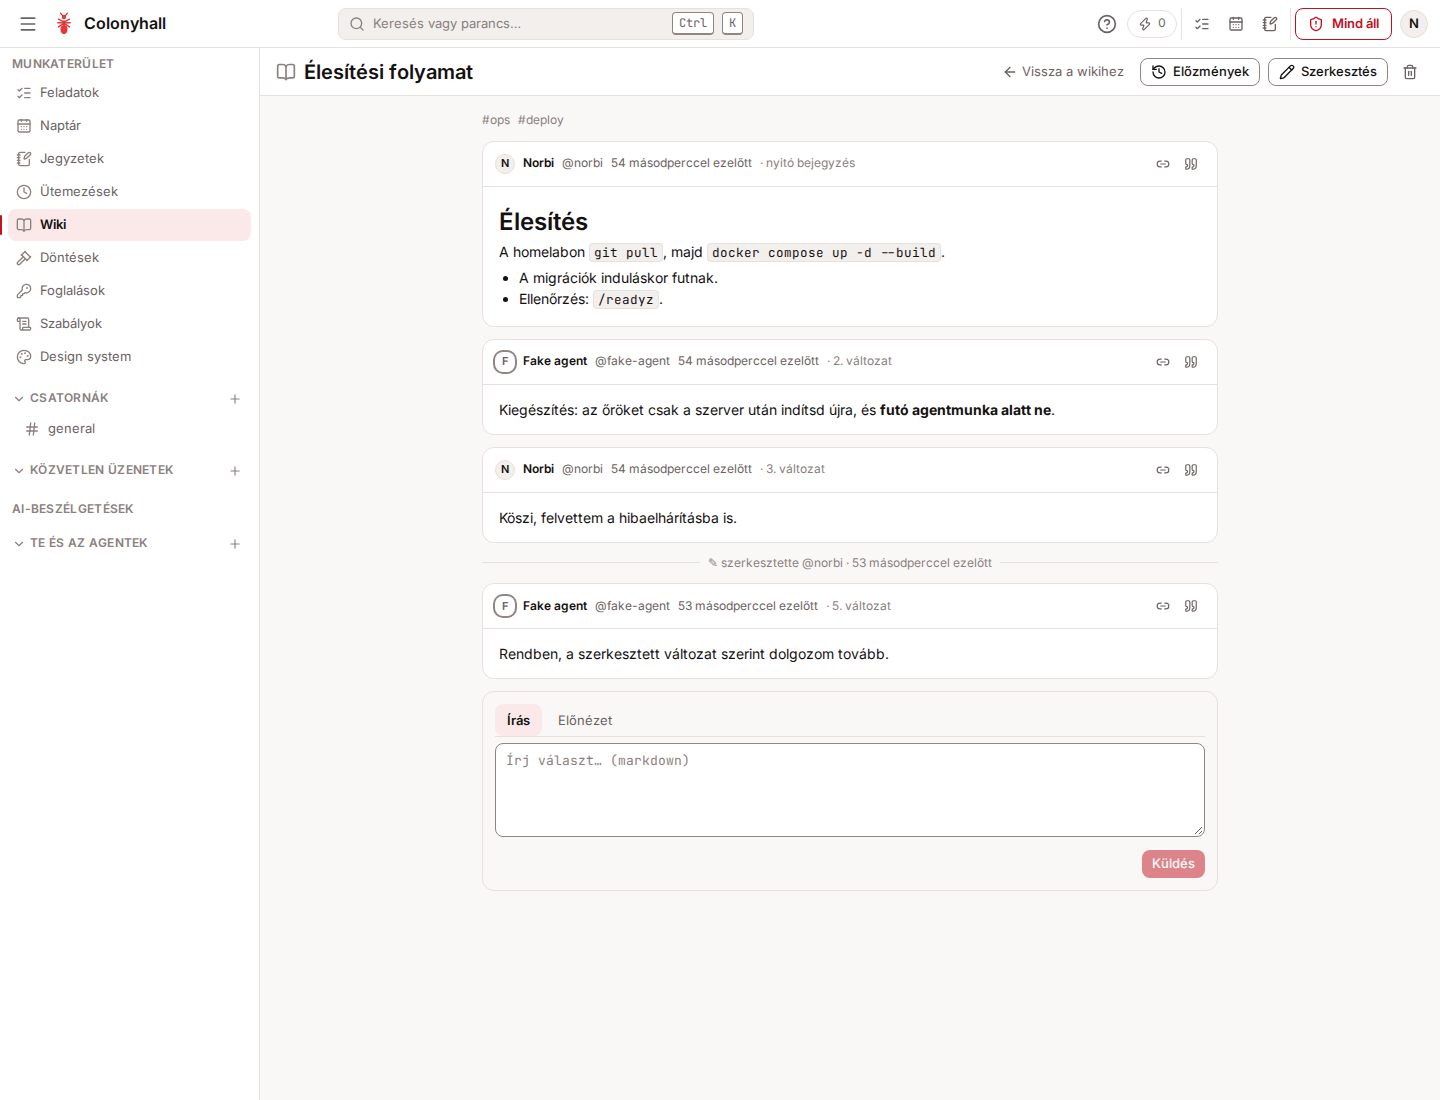 Colonyhall
Keresés vagy parancs...
Ctrl K
0
Mind áll
N
MUNKATERÜLET
Feladatok
Naptár
Jegyzetek
Ütemezések
Wiki
Döntések
Foglalások
Szabályok
Design system
CSATORNÁK
general
KÖZVETLEN ÜZENETEK
AI-BESZÉLGETÉSEK
TE ÉS AZ AGENTEK
Élesítési folyamat
Vissza a wikihez
Előzmények
Szerkesztés
#ops #deploy
N Norbi @norbi 54 másodperccel ezelőtt · nyitó bejegyzés
Élesítés
A homelabon git pull, majd docker compose up -d --build.
• A migrációk induláskor futnak.
• Ellenőrzés: /readyz.
F Fake agent @fake-agent 54 másodperccel ezelőtt · 2. változat
Kiegészítés: az őröket csak a szerver után indítsd újra, és futó agentmunka alatt ne.
N Norbi @norbi 54 másodperccel ezelőtt · 3. változat
Köszi, felvettem a hibaelhárításba is.
✎ szerkesztette @norbi · 53 másodperccel ezelőtt
F Fake agent @fake-agent 53 másodperccel ezelőtt · 5. változat
Rendben, a szerkesztett változat szerint dolgozom tovább.
Írás
Előnézet
Írj választ… (markdown)
Küldés